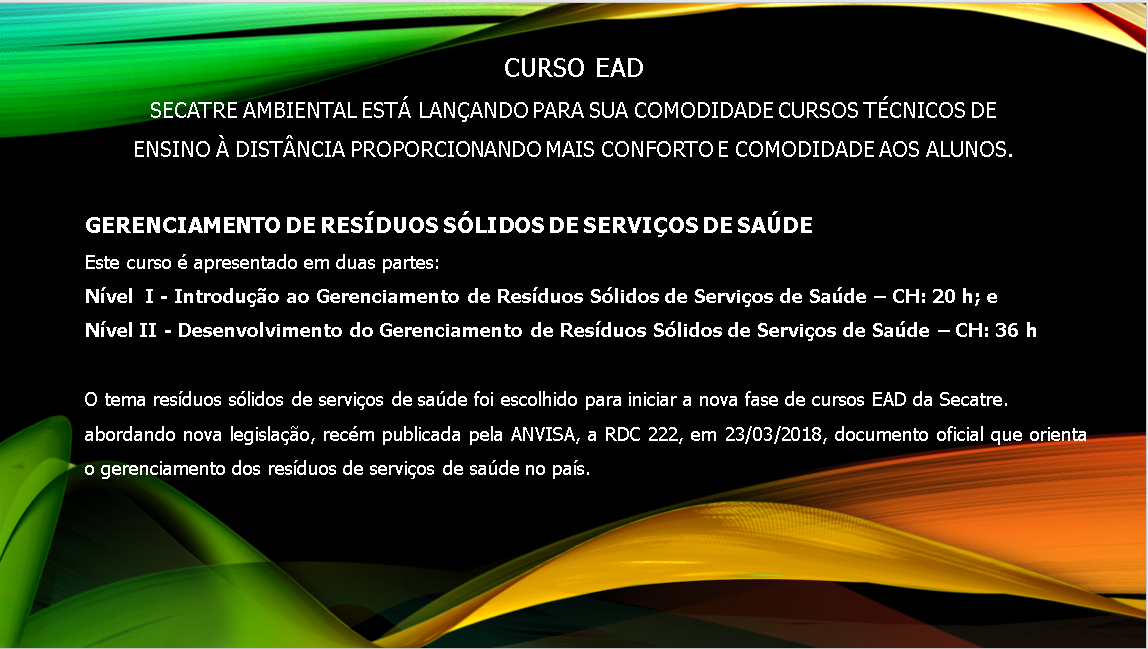 CURSO EAD
SECATRE AMBIENTAL ESTÁ LANÇANDO PARA SUA COMODIDADE CURSOS TÉCNICOS DE
ENSINO À DISTÂNCIA PROPORCIONANDO MAIS CONFORTO E COMODIDADE AOS ALUNOS.
GERENCIAMENTO DE RESÍDUOS SÓLIDOS DE SERVIÇOS DE SAÚDE
Este curso é apresentado em duas partes:
Nível I - Introdução ao Gerenciamento de Resíduos Sólidos de Serviços de Saúde – CH: 20 h; e
Nível II - Desenvolvimento do Gerenciamento de Resíduos Sólidos de Serviços de Saúde – CH: 36 h
O tema resíduos sólidos de serviços de saúde foi escolhido para iniciar a nova fase de cursos EAD da Secatre.
abordando nova legislação, recém publicada pela ANVISA, a RDC 222, em 23/03/2018, documento oficial que orienta
o gerenciamento dos resíduos de serviços de saúde no país.